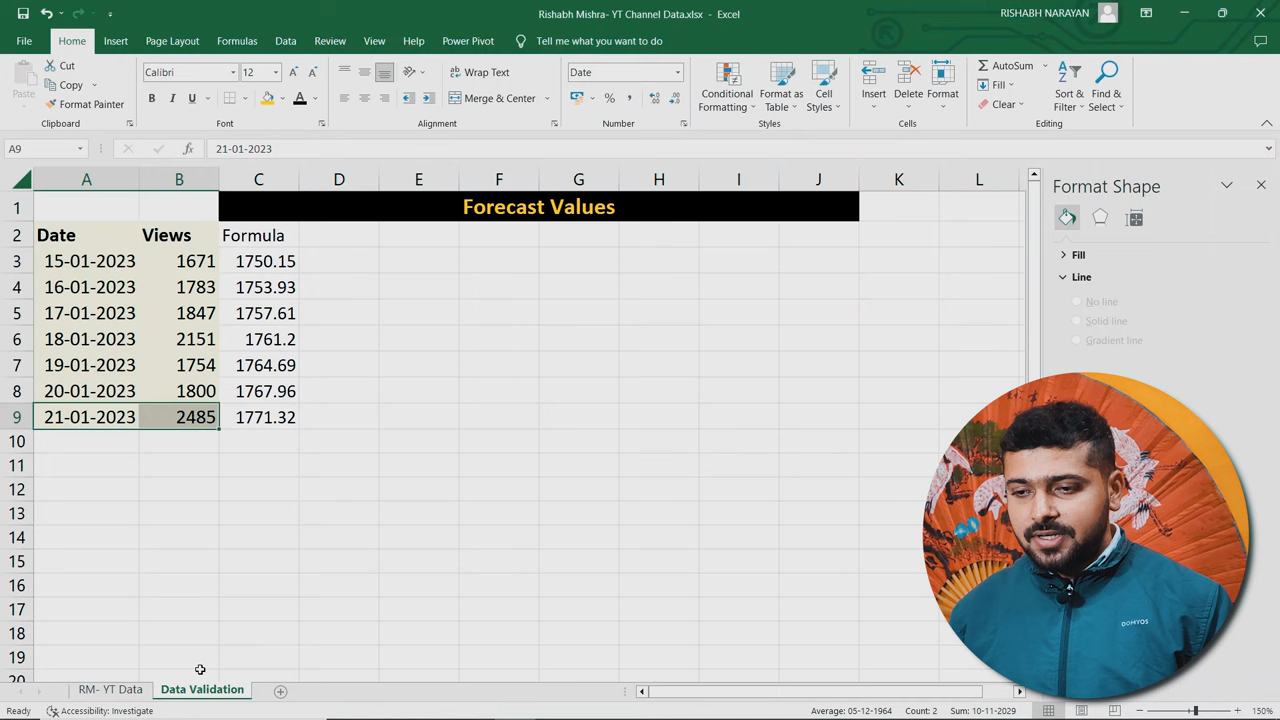 Rishabh Mishra- YT Channel Data.xlsx - Excel
RISHABH NARAYAN
File Home Insert Page Layout Formulas Data Review View Help Power Pivot Tell me what you want to do
Paste
Cut
Copy
Format Painter
Clipboard
Calibri 12
B I U
Font
Wrap Text
Merge & Center
Alignment
Date
Number
Conditional Formatting
Format as Table
Cell Styles
Styles
Insert Delete Format
Cells
AutoSum
Fill
Clear
Sort & Filter
Find & Select
Editing
A9 fx 21-01-2023
A B C D E F G H I J K L
1 Forecast Values
2 Date Views Formula
3 15-01-2023 1671 1750.15
4 16-01-2023 1783 1753.93
5 17-01-2023 1847 1757.61
6 18-01-2023 2151 1761.2
7 19-01-2023 1754 1764.69
8 20-01-2023 1800 1767.96
9 21-01-2023 2485 1771.32
10
11
12
13
14
15
16
17
18
19
20
Format Shape
Fill
Line
No line
Solid line
Gradient line
DOMYOS
RM- YT Data Data Validation
Ready Accessibility: Investigate Average: 05-12-1964 Count: 2 Sum: 10-11-2029 150%